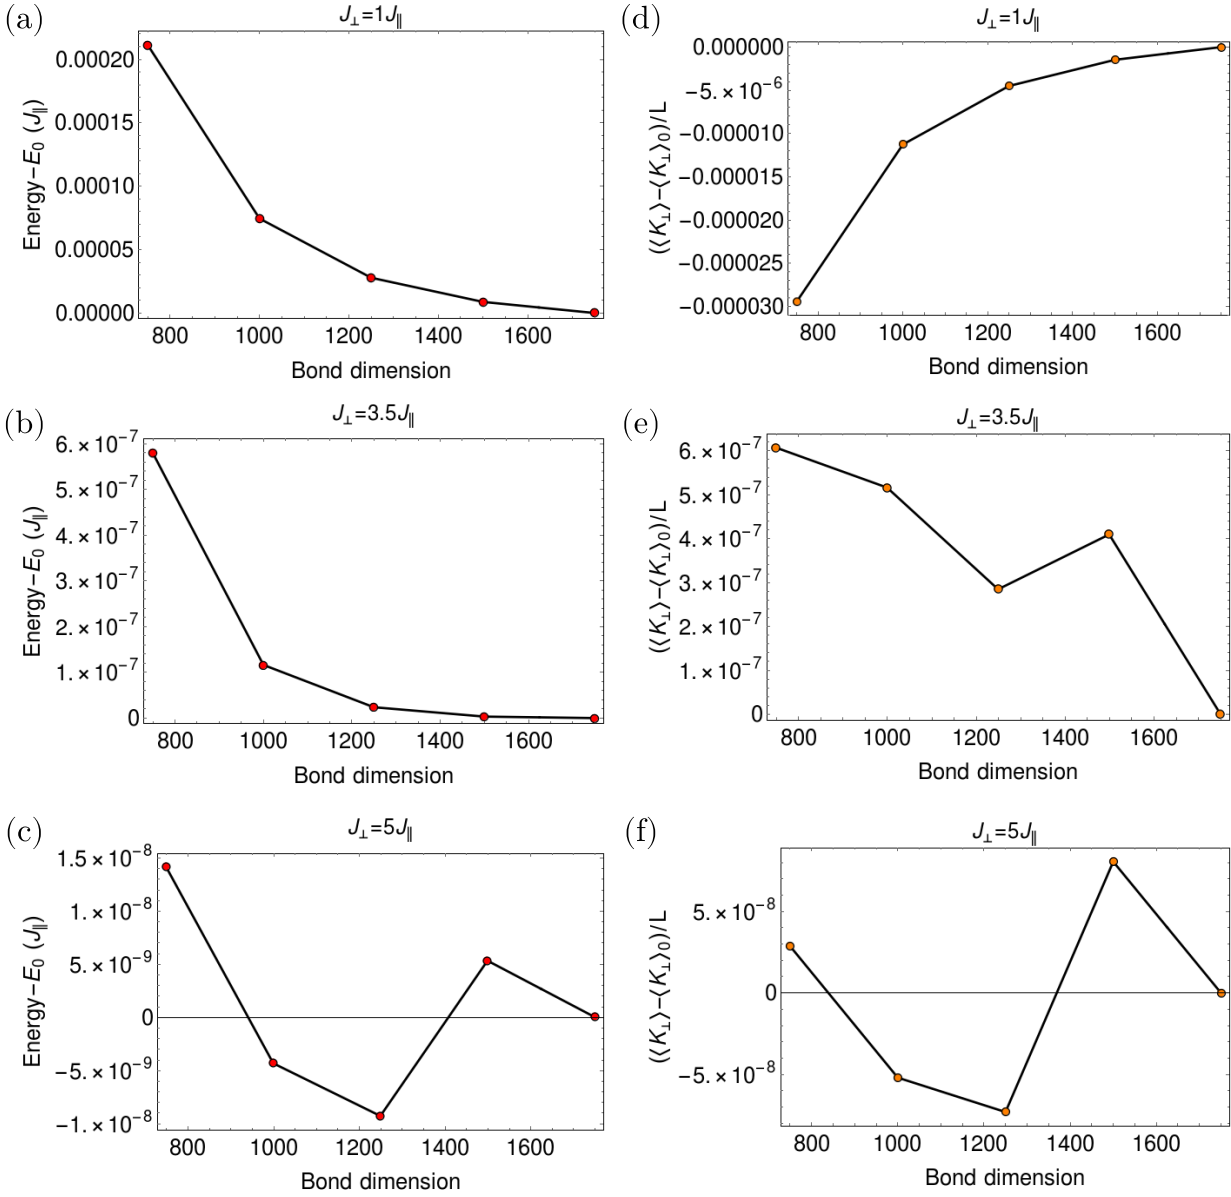 (a)
J⊥=1J∥
Energy−E0 (J∥)
0.00020
0.00015
0.00010
0.00005
0.00000
800 1000 1200 1400 1600
Bond dimension
(d)
J⊥=1J∥
(⟨K⊥⟩−⟨K⊥⟩0)/L
0.000000
−5.×10−6
−0.000010
−0.000015
−0.000020
−0.000025
−0.000030
800 1000 1200 1400 1600
Bond dimension
(b)
J⊥=3.5J∥
Energy−E0 (J∥)
6.×10−7
5.×10−7
4.×10−7
3.×10−7
2.×10−7
1.×10−7
0
800 1000 1200 1400 1600
Bond dimension
(e)
J⊥=3.5J∥
(⟨K⊥⟩−⟨K⊥⟩0)/L
6.×10−7
5.×10−7
4.×10−7
3.×10−7
2.×10−7
1.×10−7
0
800 1000 1200 1400 1600
Bond dimension
(c)
J⊥=5J∥
Energy−E0 (J∥)
1.5×10−8
1.×10−8
5.×10−9
0
−5.×10−9
−1.×10−8
800 1000 1200 1400 1600
Bond dimension
(f)
J⊥=5J∥
(⟨K⊥⟩−⟨K⊥⟩0)/L
5.×10−8
0
−5.×10−8
800 1000 1200 1400 1600
Bond dimension